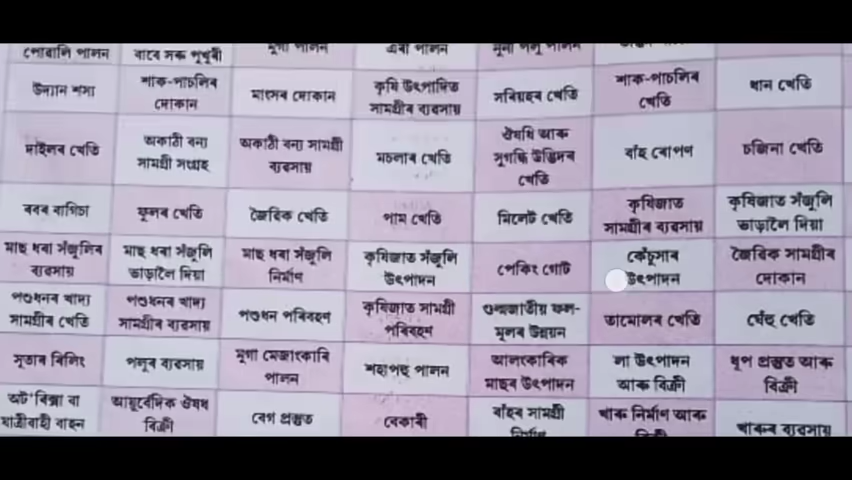 পোৱালি পালন
বাবে সৰু পুখুৰী
মুগা পালন
এৰী পালন
উদ্যান শস্য
শাক-পাচলিৰ
দোকান
মাংসৰ দোকান
কৃষি উৎপাদিত
সামগ্ৰীৰ ব্যৱসায়
সৰিয়হৰ খেতি
শাক-পাচলিৰ
খেতি
ধান খেতি
দাইলৰ খেতি
অকাঠী বন্য
সামগ্ৰী সংগ্ৰহ
অকাঠী বন্য সামগ্ৰী
ব্যৱসায়
মচলাৰ খেতি
ঔষধি আৰু
সুগন্ধি উদ্ভিদৰ
খেতি
বাঁহ ৰোপণ
চজিনা খেতি
ৰবৰ বাগিচা
ফুলৰ খেতি
জৈৱিক খেতি
পাম খেতি
মিলেট খেতি
কৃষিজাত
সামগ্ৰীৰ ব্যৱসায়
কৃষিজাত সঁজুলি
ভাড়ালৈ দিয়া
মাছ ধৰা সঁজুলিৰ
ব্যৱসায়
মাছ ধৰা সঁজুলি
ভাড়ালৈ দিয়া
মাছ ধৰা সঁজুলি
নিৰ্মাণ
কৃষিজাত সঁজুলি
উৎপাদন
পেকিং গোট
কেঁচুসাৰ
উৎপাদন
জৈৱিক সামগ্ৰীৰ
দোকান
পশুধনৰ খাদ্য
সামগ্ৰীৰ খেতি
পশুধনৰ খাদ্য
সামগ্ৰীৰ ব্যৱসায়
পশুধন পৰিবহণ
কৃষিজাত সামগ্ৰী
পৰিবহণ
গুল্মজাতীয় ফল-
মূলৰ উন্নয়ন
তামোলৰ খেতি
ঘেঁহু খেতি
সূতাৰ ৰিলিং
পলুৰ ব্যৱসায়
মুগা মেজাংকাৰি
পালন
শহাপহু পালন
আলংকাৰিক
মাছৰ উৎপাদন
লা উৎপাদন
আৰু বিক্ৰী
ধূপ প্ৰস্তুত আৰু
বিক্ৰী
অট'ৰিক্সা বা
যাত্ৰীবাহী বাহন
আয়ুৰ্বেদিক ঔষধ
বিক্ৰী
বেগ প্ৰস্তুত
বেকাৰী
বাঁহৰ সামগ্ৰী
নিৰ্মাণ
খাৰু নিৰ্মাণ আৰু
বিক্ৰী
খাৰুৰ ব্যৱসায়